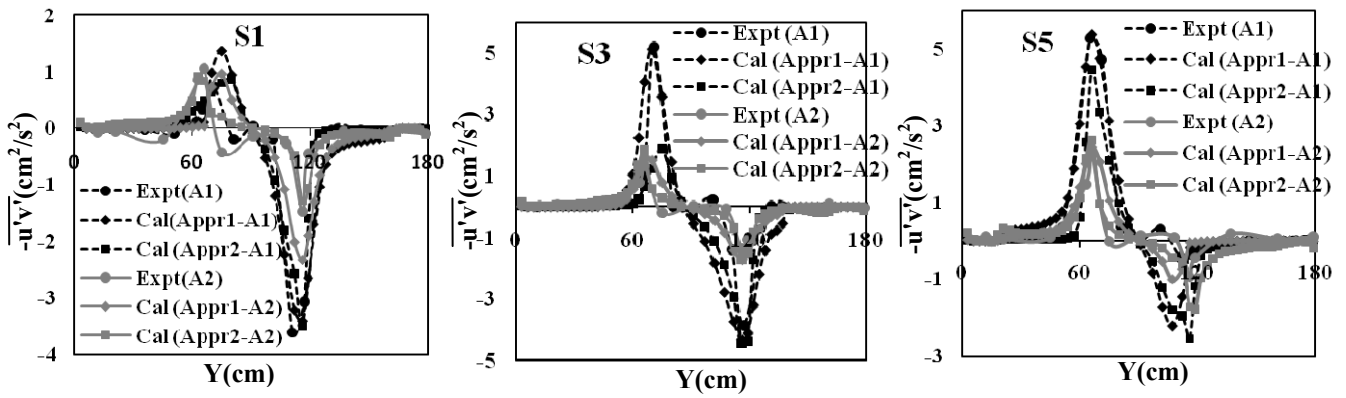 S1
2
1
0
-1
-2
-3
-4
0
60
120
180
-u'v'(cm²/s²)
Expt(A1)
Cal(Appr1-A1)
Cal (Appr2-A1)
Expt(A2)
Cal (Appr1-A2)
Cal (Appr2-A2)
Y(cm)
S3
5
3
1
-1
-3
-5
0
60
120
180
-u'v'(cm²/s²)
Expt (A1)
Cal (Appr1-A1)
Cal (Appr2-A1)
Expt (A2)
Cal (Appr1-A2)
Cal (Appr2-A2)
Y(cm)
S5
5
3
1
-1
-3
0
60
120
180
-u'v'(cm²/s²)
Expt (A1)
Cal (Appr1-A1)
Cal (Appr2-A1)
Expt (A2)
Cal (Appr1-A2)
Cal (Appr2-A2)
Y(cm)